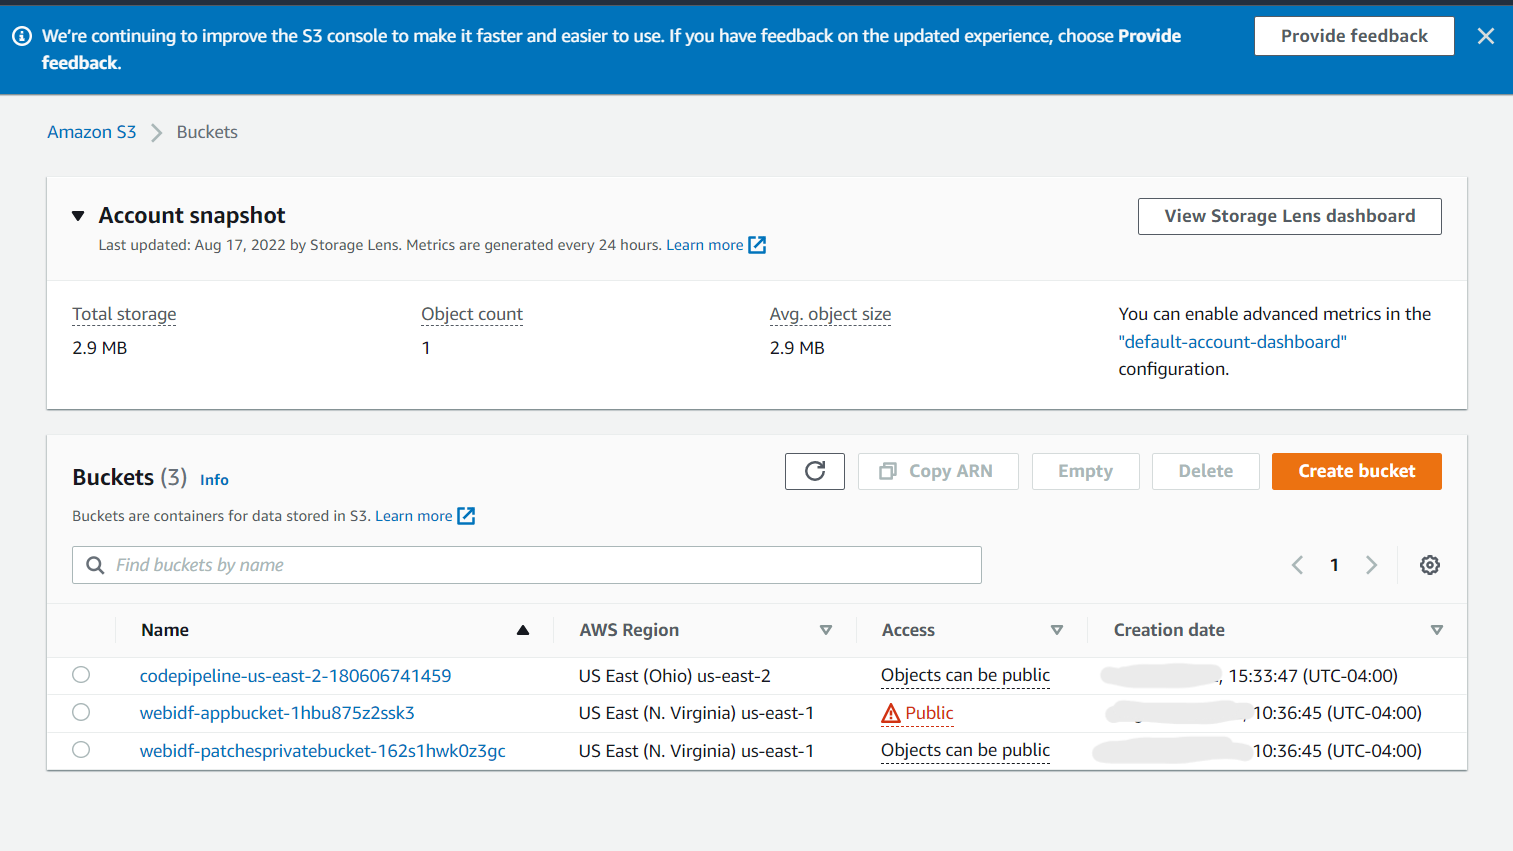 We're continuing to improve the S3 console to make it faster and easier to use. If you have feedback on the updated experience, choose Provide
feedback.
Provide feedback
Amazon S3 > Buckets
Account snapshot
View Storage Lens dashboard
Last updated: Aug 17, 2022 by Storage Lens. Metrics are generated every 24 hours. Learn more
Total storage
2.9 MB
Object count
1
Avg. object size
2.9 MB
You can enable advanced metrics in the
"default-account-dashboard"
configuration.
Buckets (3) Info
Copy ARN
Empty
Delete
Create bucket
Buckets are containers for data stored in S3. Learn more
Find buckets by name
1
Name AWS Region Access Creation date
codepipeline-us-east-2-180606741459 US East (Ohio) us-east-2 Objects can be public , 15:33:47 (UTC-04:00)
webidf-appbucket-1hbu875z2ssk3 US East (N. Virginia) us-east-1 Public 10:36:45 (UTC-04:00)
webidf-patchesprivatebucket-162s1hwk0z3gc US East (N. Virginia) us-east-1 Objects can be public 10:36:45 (UTC-04:00)